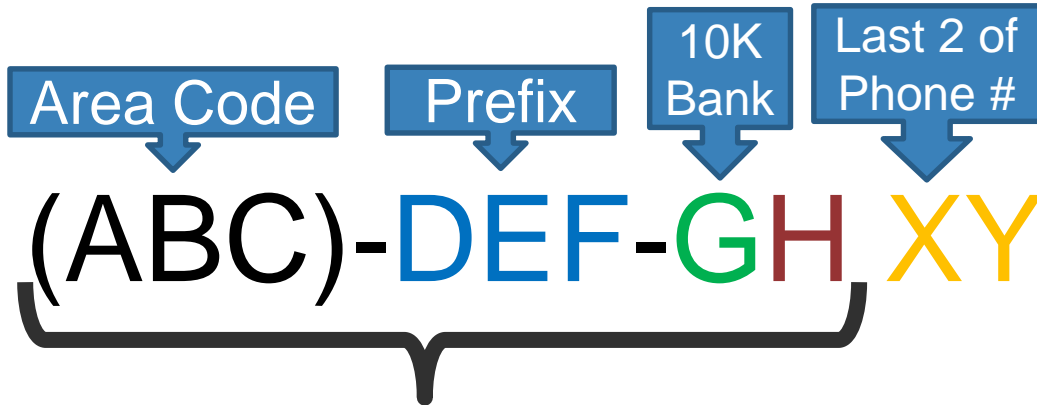 Area Code
Prefix
10K
Bank
Last 2 of
Phone #
(ABC)-DEF-GH XY